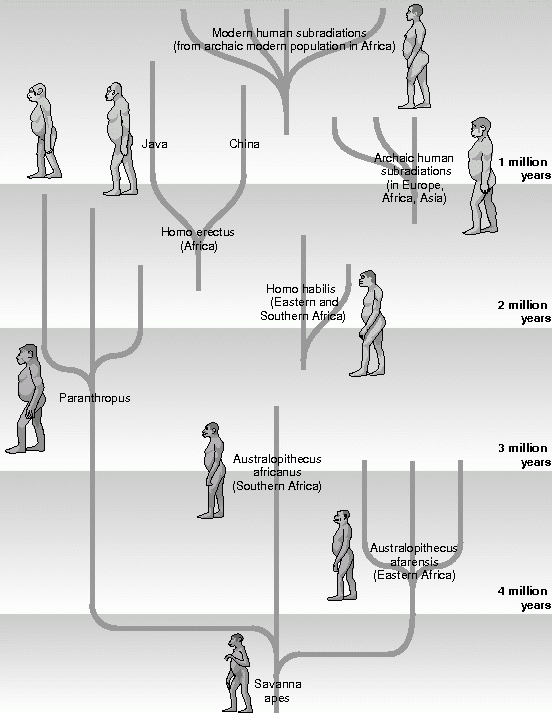 Modern human subradiations
(from archaic modern population in Africa)
Java
China
Archaic human
subradiations
(in Europe,
Africa, Asia)
1 million
years
Homo erectus
(Africa)
Homo habilis
(Eastern and
Southern Africa)
2 million
years
Paranthropus
3 million
years
Australopithecus
africanus
(Southern Africa)
Australopithecus
afarensis
(Eastern Africa)
4 million
years
Savanna
apes